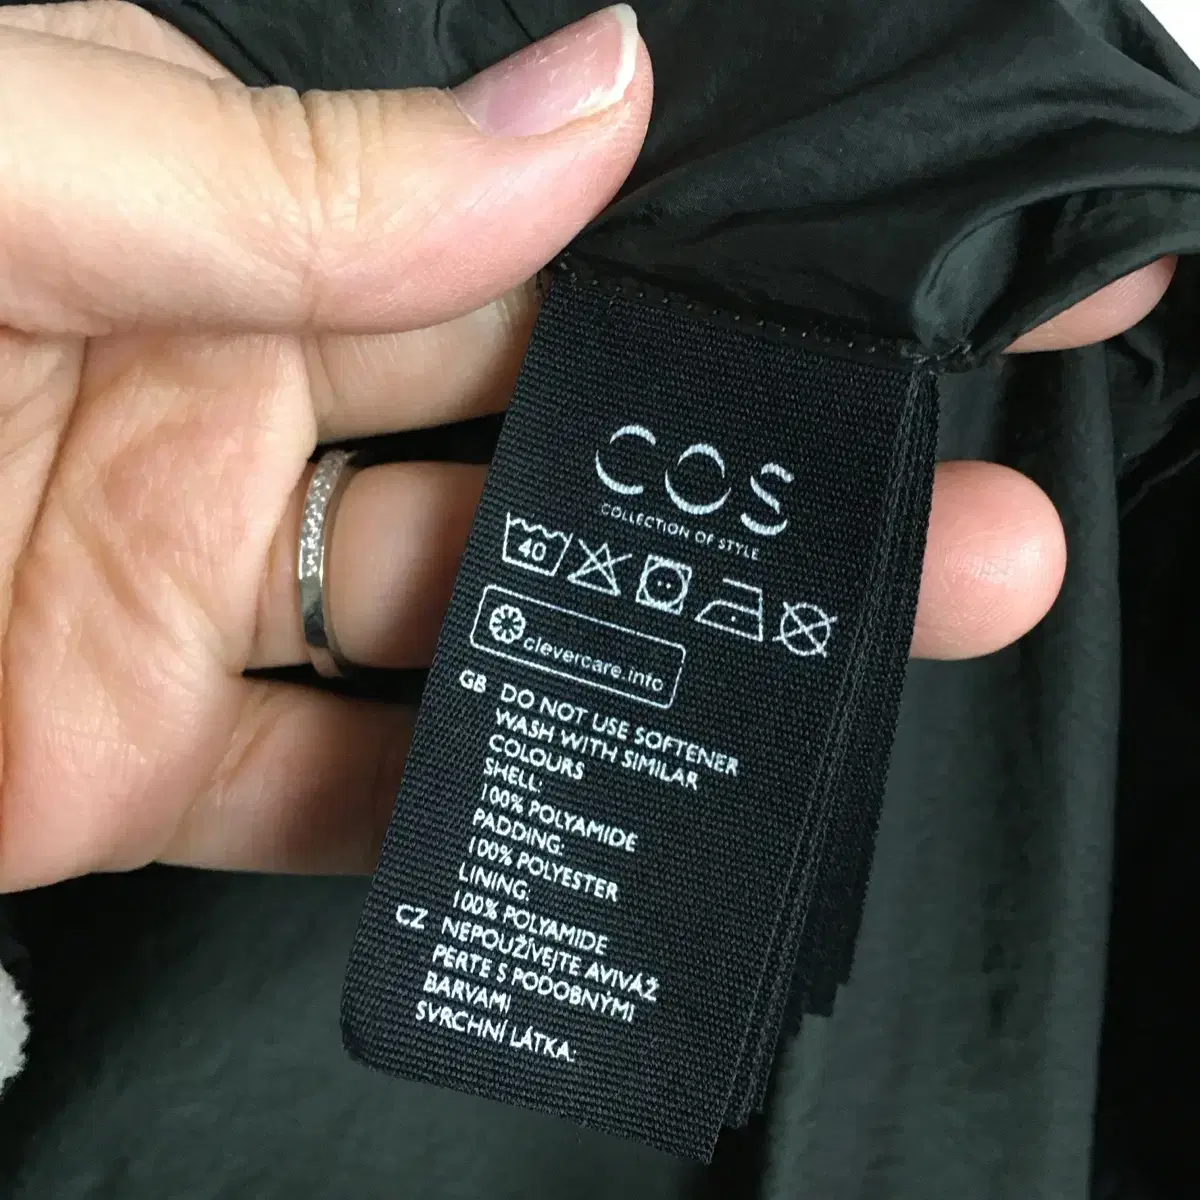 COS
COLLECTION OF STYLE
40
clevercare.info
GB DO NOT USE SOFTENER
WASH WITH SIMILAR
COLOURS
SHELL:
100% POLYAMIDE
PADDING:
100% POLYESTER
LINING:
100% POLYAMIDE
CZ NEPOUŽÍVEJTE AVIVÁŽ
PERTE S PODOBNÝMI
BARVAMI
SVRCHNÍ LÁTKA: